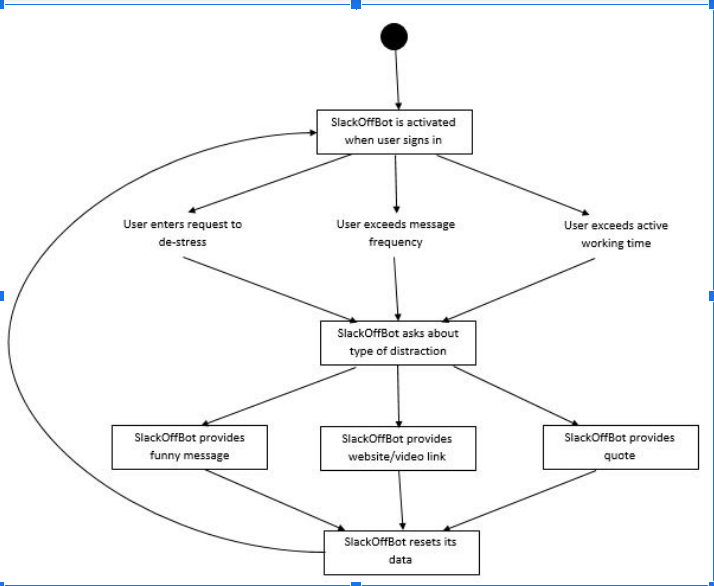 SlackOffBot is activated
when user signs in
User enters request to
de-stress
User exceeds message
frequency
User exceeds active
working time
SlackOffBot asks about
type of distraction
SlackOffBot provides
funny message
SlackOffBot provides
website/video link
SlackOffBot provides
quote
SlackOffBot resets its
data